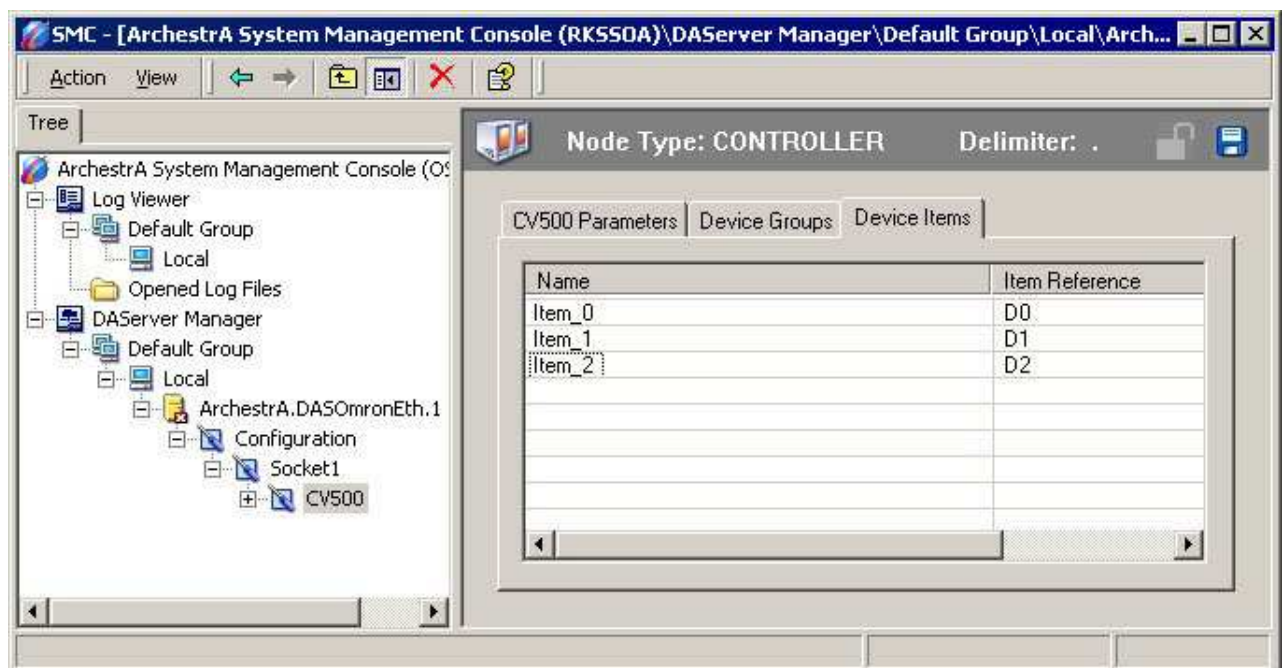 SMC - [ArchestrA System Management Console (RKSSOA)\DAServer Manager\Default Group\Local\Arch...
Action View
Tree
ArchestrA System Management Console (OS
Log Viewer
Default Group
Local
Opened Log Files
DAServer Manager
Default Group
Local
ArchestrA.DASOmronEth.1
Configuration
Socket1
CV500
Node Type: CONTROLLER Delimiter: .
CV500 Parameters Device Groups Device Items
Name Item Reference
Item_0 D0
Item_1 D1
Item_2 D2